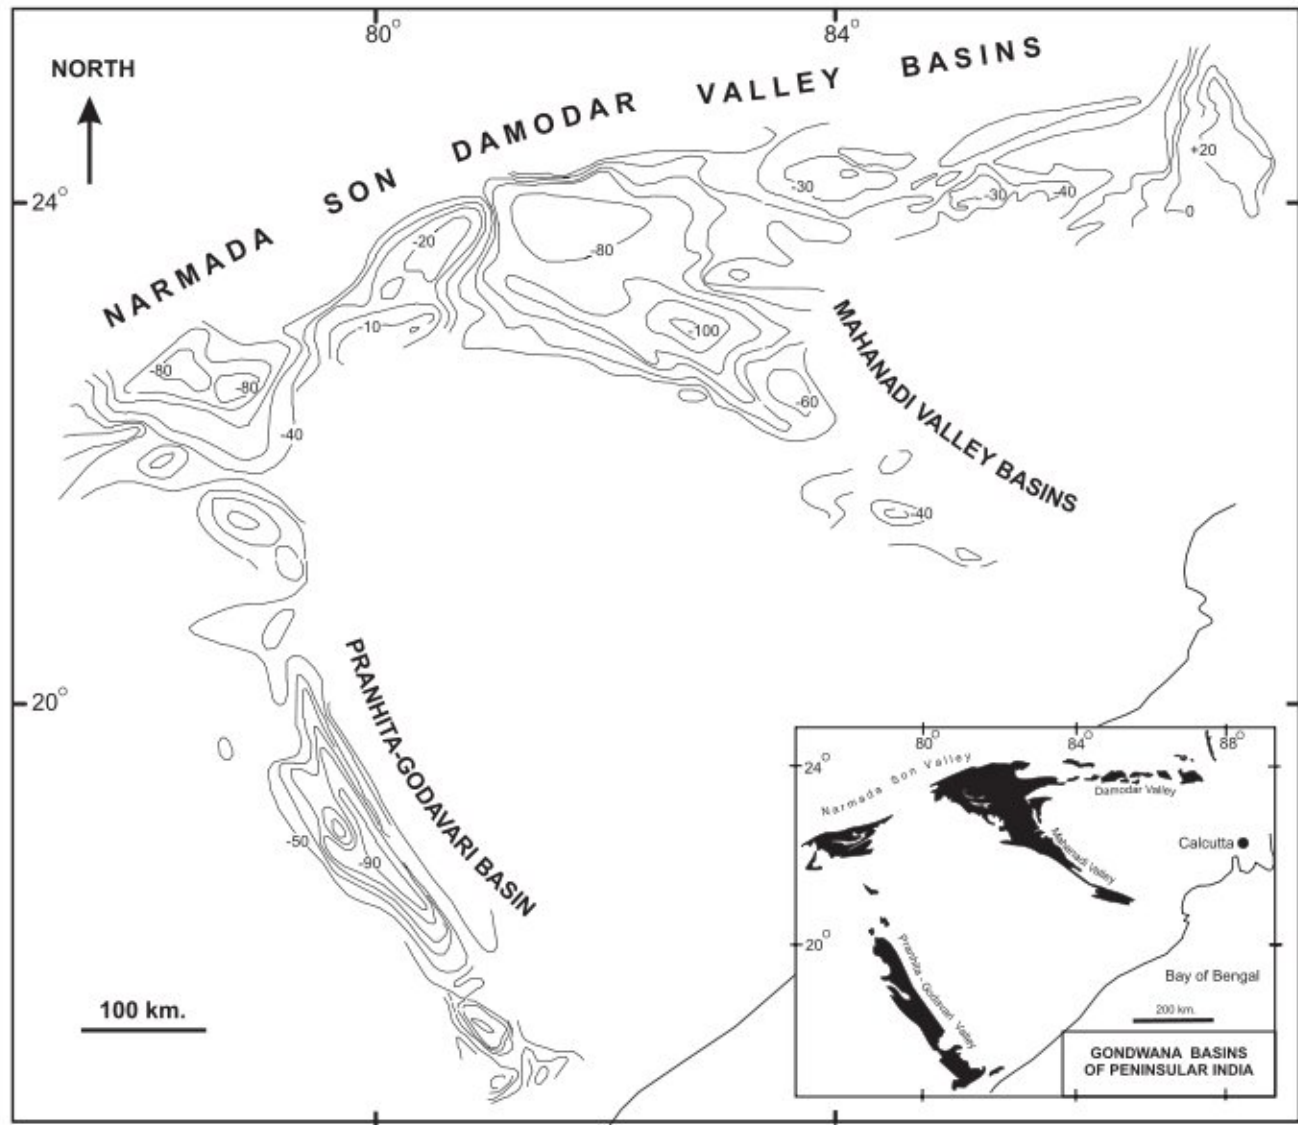 80°
84°
NORTH
NARMADA SON DAMODAR VALLEY BASINS
24°
+20
-30
-30
-40
0
-20
-80
-10
-100
-80
-80
-60
-40
MAHANADI VALLEY BASINS
-40
20°
PRANHITA-GODAVARI BASIN
-50
-90
100 km.
80°
84°
88°
24°
Narmada Son Valley
Damodar Valley
Mahanadi Valley
Calcutta
20°
Pranhita - Godavari Valley
Bay of Bengal
200 km.
GONDWANA BASINS
OF PENINSULAR INDIA